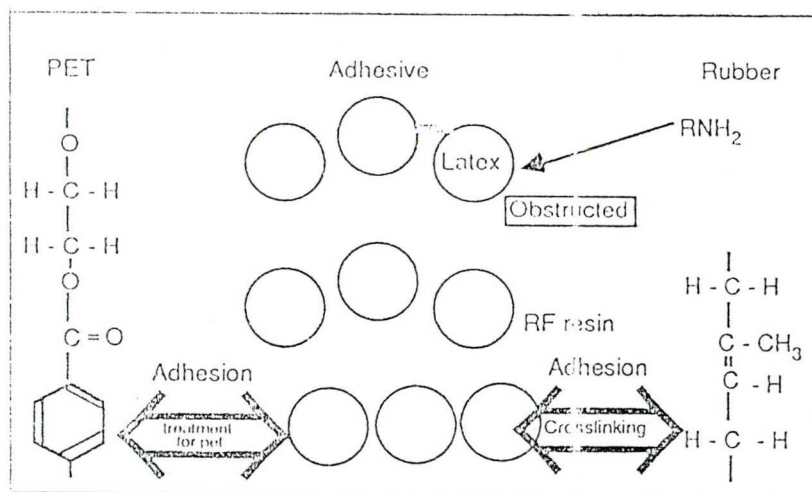 PET
Adhesive
Rubber
O
H - C - H
H - C - H
O
C = O
Latex
RNH2
Obstructed
RF resin
H - C - H
C - CH3
C - H
H - C - H
Adhesion
treatment
for pet
Adhesion
Crosslinking